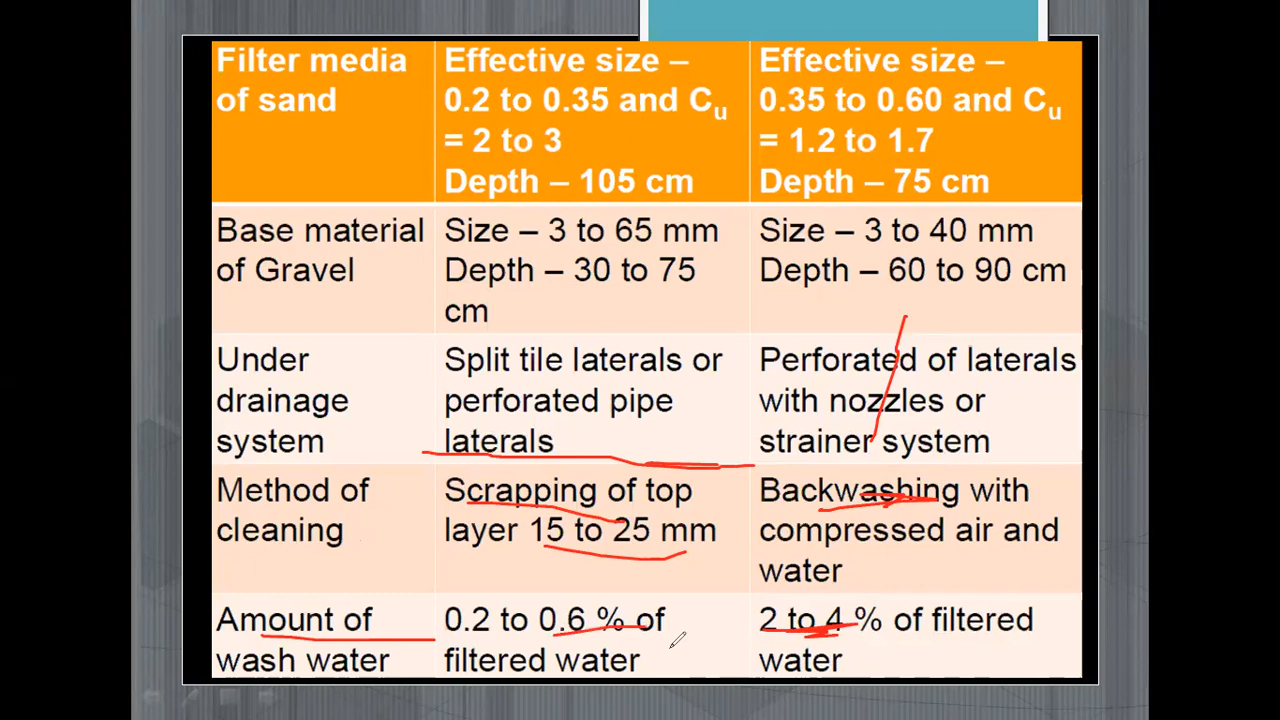 Filter media
of sand
Effective size –
0.2 to 0.35 and Cu
= 2 to 3
Depth – 105 cm
Effective size –
0.35 to 0.60 and Cu
= 1.2 to 1.7
Depth – 75 cm
Base material
of Gravel
Size – 3 to 65 mm
Depth – 30 to 75
cm
Size – 3 to 40 mm
Depth – 60 to 90 cm
Under
drainage
system
Split tile laterals or
perforated pipe
laterals
Perforated of laterals
with nozzles or
strainer system
Method of
cleaning
Scrapping of top
layer 15 to 25 mm
Backwashing with
compressed air and
water
Amount of
wash water
0.2 to 0.6 % of
filtered water
2 to 4 % of filtered
water